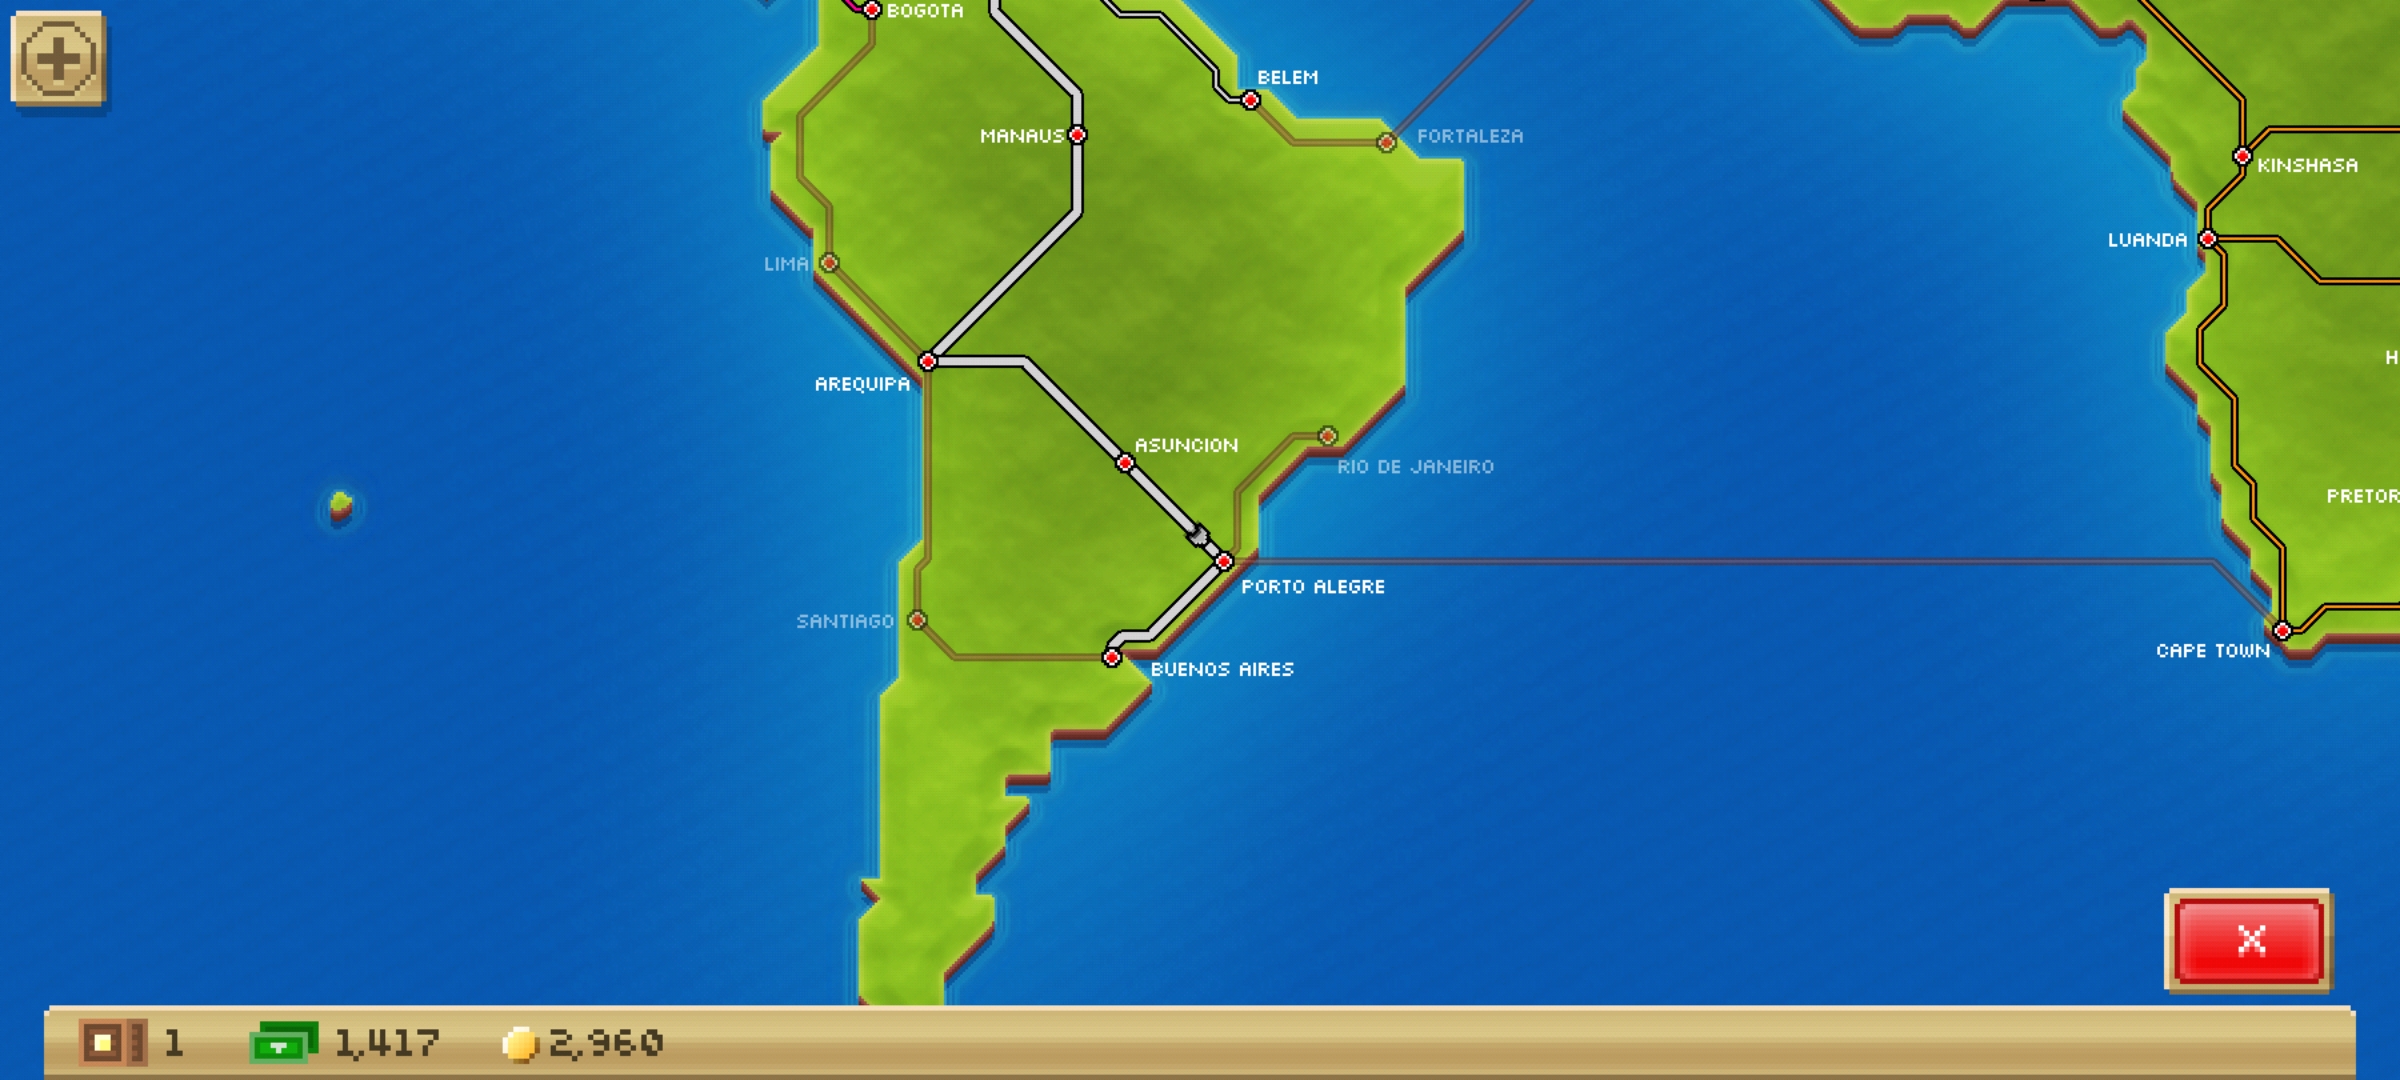 BOGOTA
BELEM
MANAUS
FORTALEZA
KINSHASA
LUANDA
LIMA
AREQUIPA
ASUNCION
RIO DE JANEIRO
PRETOR
PORTO ALEGRE
SANTIAGO
CAPE TOWN
BUENOS AIRES
X
1
1,417
2,960